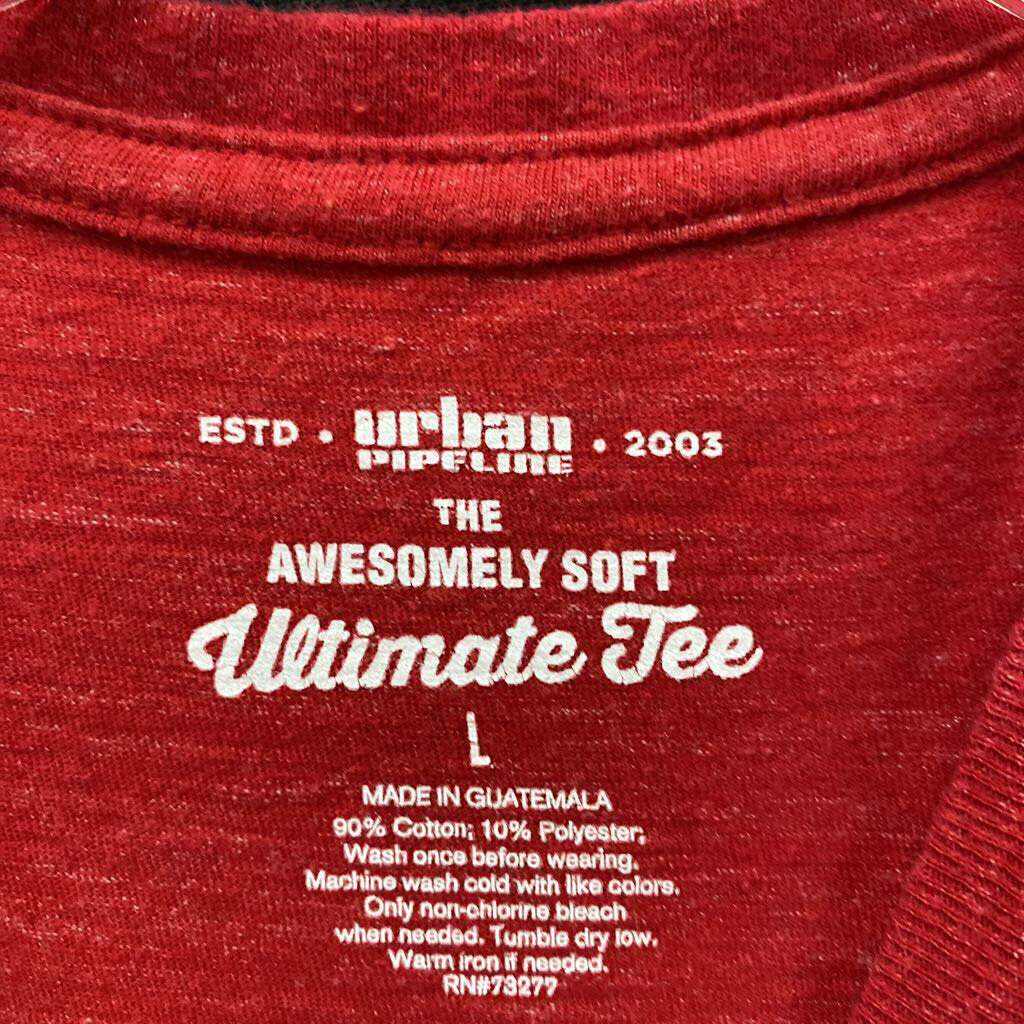 ESTD • urban • 2003
PIPELINE
THE
AWESOMELY SOFT
Ultimate Tee
L
MADE IN GUATEMALA
90% Cotton; 10% Polyester;
Wash once before wearing.
Machine wash cold with like colors.
Only non-chlorine bleach
when needed. Tumble dry low.
Warm iron if needed.
RN#73277